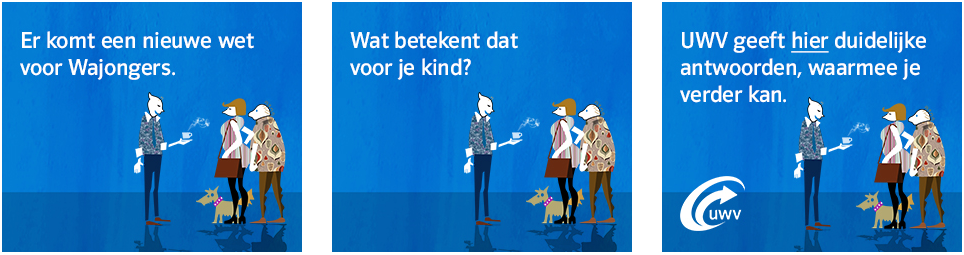 Er komt een nieuwe wet
voor Wajongers.
Wat betekent dat
voor je kind?
UWV geeft hier duidelijke
antwoorden, waarmee je
verder kan.
uwv